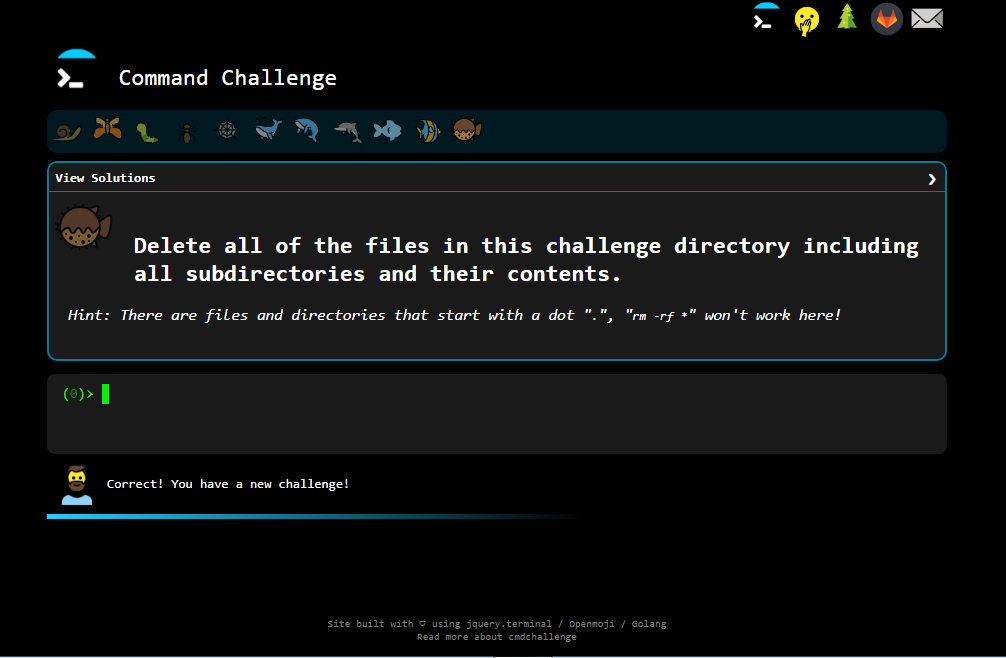 Command Challenge
View Solutions
Delete all of the files in this challenge directory including
all subdirectories and their contents.
Hint: There are files and directories that start with a dot ".", "rm -rf *" won't work here!
(0)>
Correct! You have a new challenge!
Site built with ♡ using jquery.terminal / Openmoji / Golang
Read more about cmdchallenge